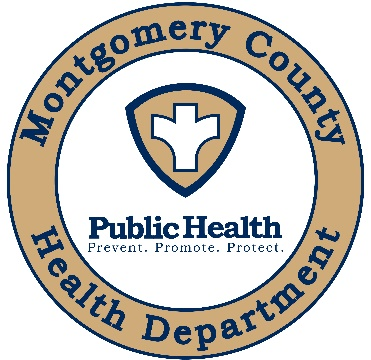 Montgomery County
Public Health
Prevent. Promote. Protect.
Health Department